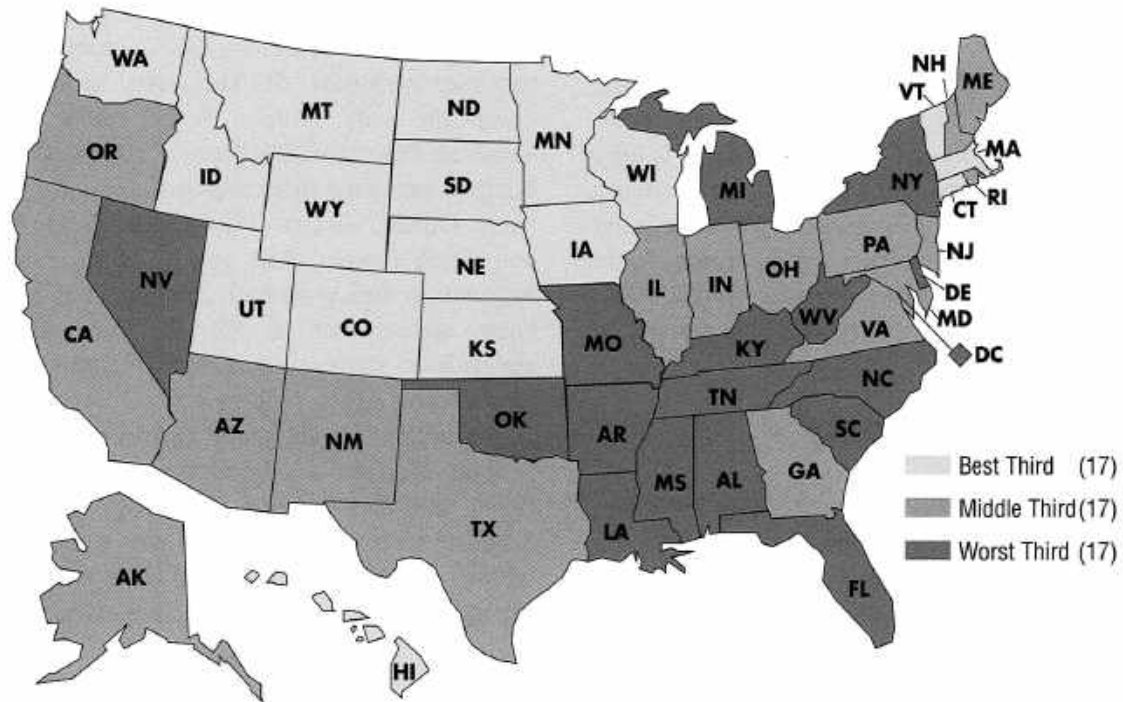 WA
MT
ND
MN
OR
ID
WY
SD
WI
MI
NY
VT
NH
ME
MA
RI
CT
NV
UT
CO
NE
KS
IA
IL
IN
OH
PA
NJ
DE
MD
DC
CA
AZ
NM
OK
MO
AR
KY
WV
VA
TN
NC
SC
MS
AL
GA
LA
TX
FL
AK
HI
Best Third (17)
Middle Third (17)
Worst Third (17)